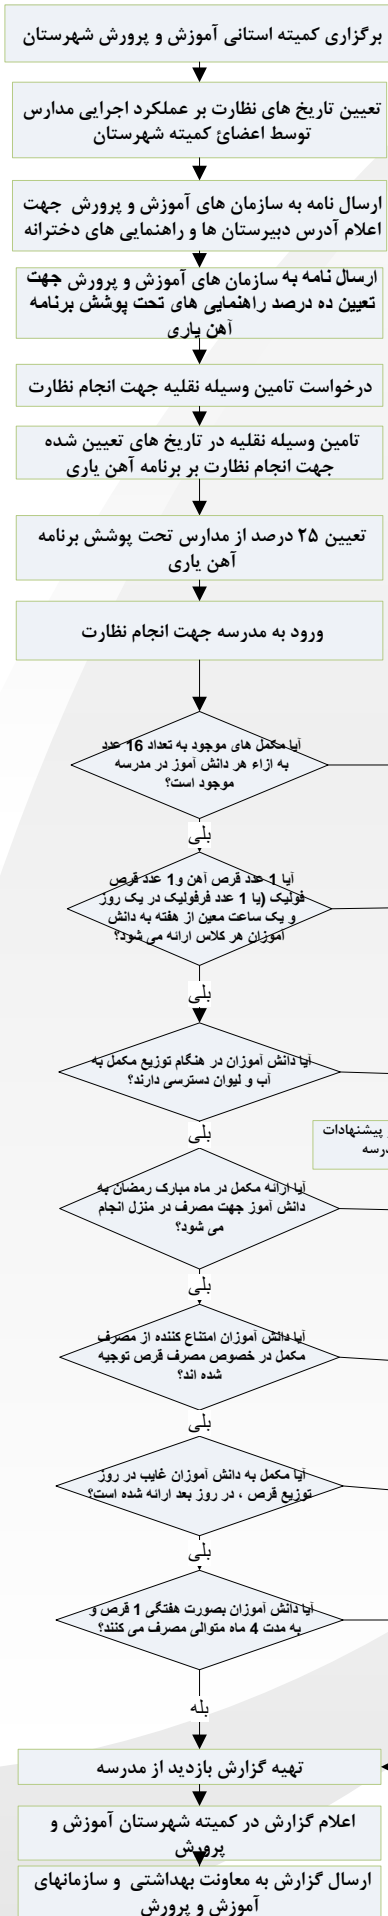 برگزاری کمیته استانی آموزش و پرورش شهرستان
تعیین تاریخ های نظارت بر عملکرد اجرایی مدارس
توسط اعضائ کمیته شهرستان
ارسال نامه به سازمان های آموزش و پرورش جهت
اعلام آدرس دبیرستان ها و راهنمایی های دخترانه
ارسال نامه به سازمان های آموزش و پرورش جهت
تعیین ده درصد راهنمایی های تحت پوشش برنامه
آهن یاری
درخواست تامین وسیله نقلیه جهت انجام نظارت
تامین وسیله نقلیه در تاریخ های تعیین شده
جهت انجام نظارت بر برنامه آهن یاری
تعیین ۲۵ درصد از مدارس تحت پوشش برنامه
آهن یاری
ورود به مدرسه جهت انجام نظارت
آیا مکمل های موجود به تعداد 16 عدد
به ازاء هر دانش آموز در مدرسه
موجود است؟
بلی
آیا 1 عدد قرص آهن و1 عدد قرص
فولیک (یا 1 عدد فرفولیک در یک روز
و یک ساعت معین از هفته به دانش
اموزان هر کلاس ارائه می شود؟
بلی
آیا دانش آموزان در هنگام توزیع مکمل به
آب و لیوان دسترسی دارند؟
بلی
پیشنهادات
آیا ارائه مکمل در ماه مبارک رمضان به
دانش آموز جهت مصرف در منزل انجام
می شود؟
بلی
آیا دانش آموزان امتناع کننده از مصرف
مکمل در خصوص مصرف قرص توجیه
شده اند؟
بلی
آیا مکمل به دانش آموزان غایب در روز
توزیع قرص ، در روز بعد ارائه شده است؟
بلی
آیا دانش آموزان بصورت هفتگی 1 قرص و
به مدت 4 ماه متوالی مصرف می کنند؟
بله
تهیه گزارش بازدید از مدرسه
اعلام گزارش در کمیته شهرستان آموزش و
پرورش
ارسال گزارش به معاونت بهداشتی و سازمانهای
آموزش و پرورش